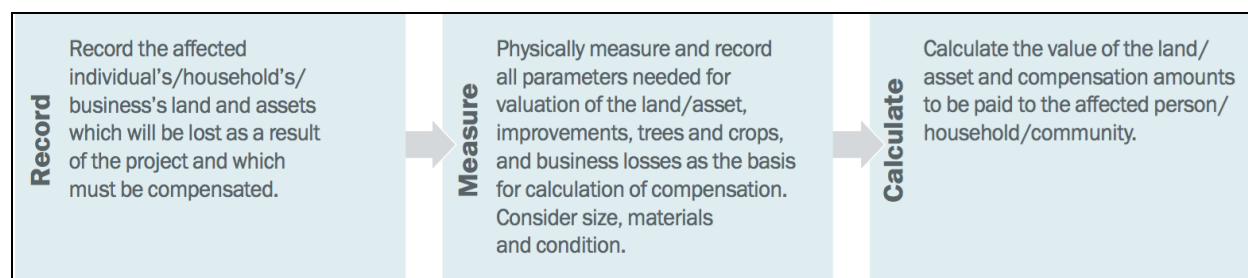 Record
Record the affected
individual’s/household’s/
business’s land and assets
which will be lost as a result
of the project and which
must be compensated.
Measure
Physically measure and record
all parameters needed for
valuation of the land/asset,
improvements, trees and crops,
and business losses as the basis
for calculation of compensation.
Consider size, materials
and condition.
Calculate
Calculate the value of the land/
asset and compensation amounts
to be paid to the affected person/
household/community.